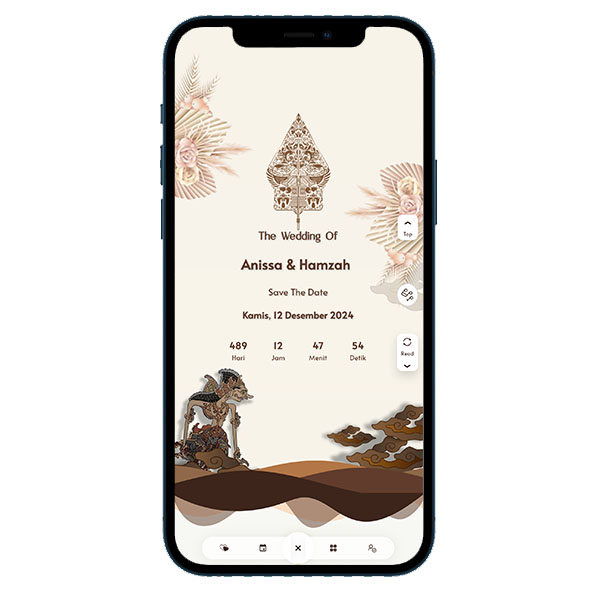 The Wedding Of
Anissa & Hamzah
Save The Date
Kamis, 12 Desember 2024
489 12 47 54
Hari Jam Menit Detik
Top
Read